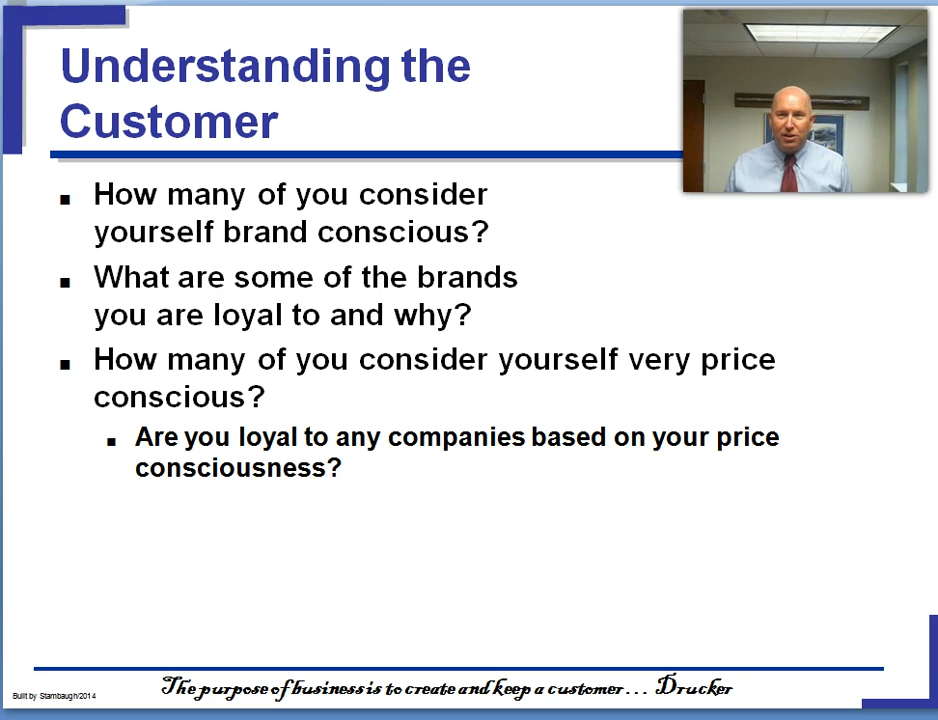 Understanding the
Customer
How many of you consider
yourself brand conscious?
What are some of the brands
you are loyal to and why?
How many of you consider yourself very price
conscious?
Are you loyal to any companies based on your price
consciousness?
The purpose of business is to create and keep a customer . . . Drucker
Built by Stambaugh/2014